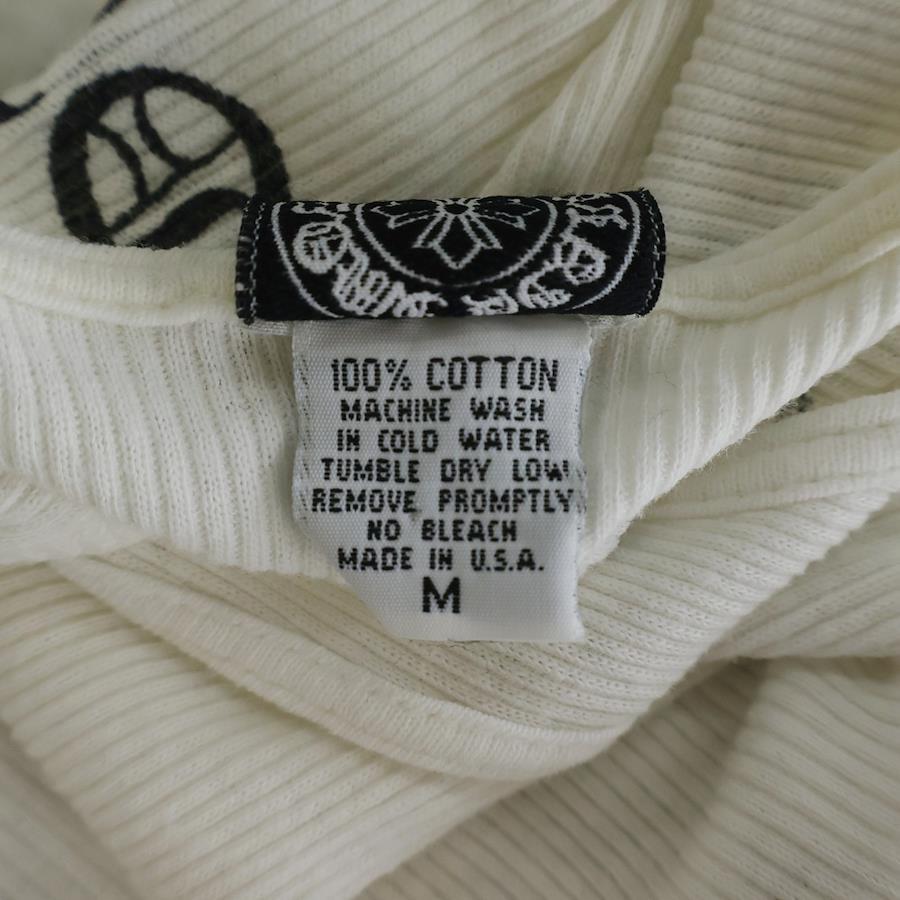 100% COTTON
MACHINE WASH
IN COLD WATER
TUMBLE DRY LOW
REMOVE PROMPTLY
NO BLEACH
MADE IN U.S.A.
M